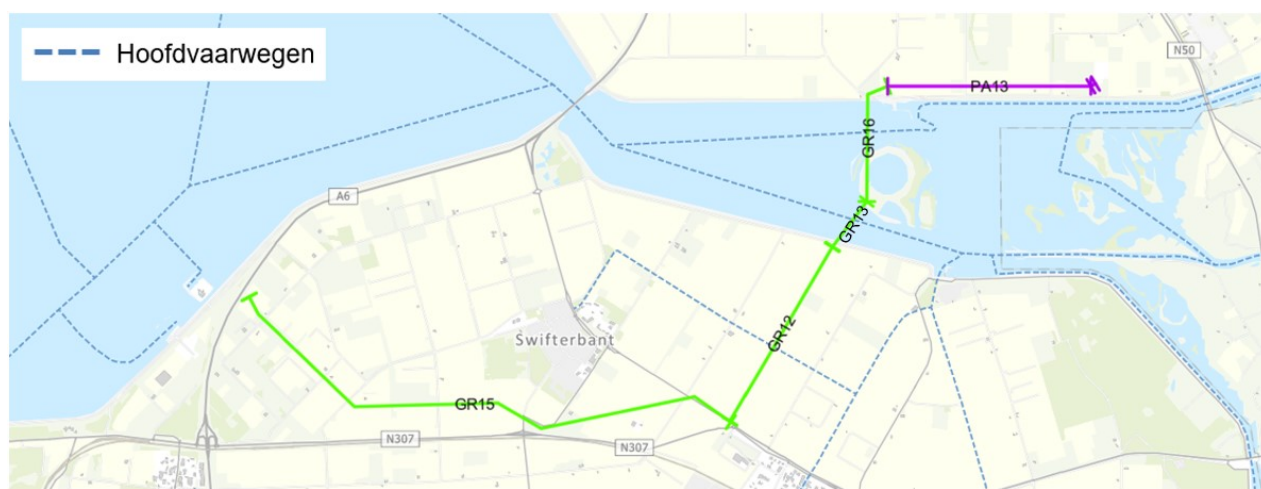 Hoofdvaarwegen
N50
PA13
GR16
A6
GR13
GR12
Swifterbant
GR15
N307
N307